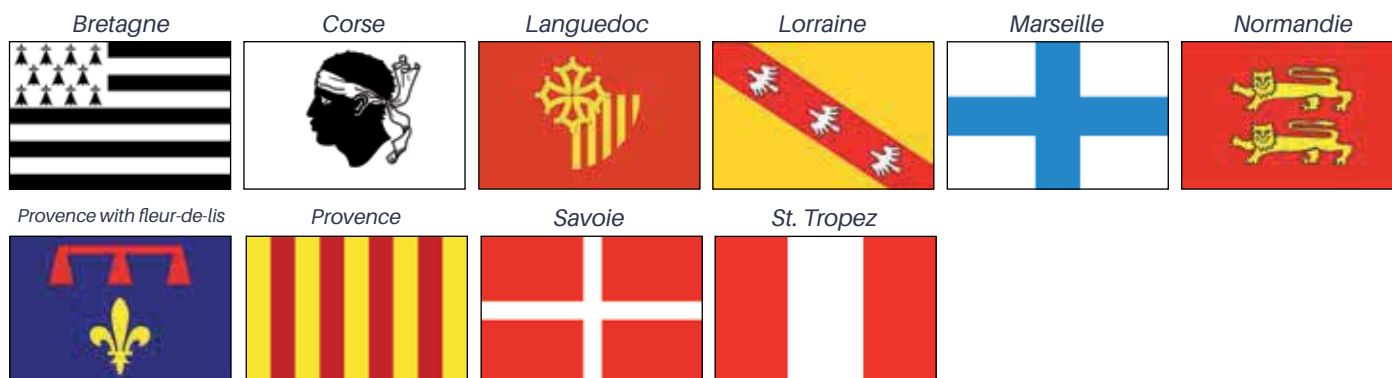 Bretagne
Corse
Languedoc
Lorraine
Marseille
Normandie
Provence with fleur-de-lis
Provence
Savoie
St. Tropez